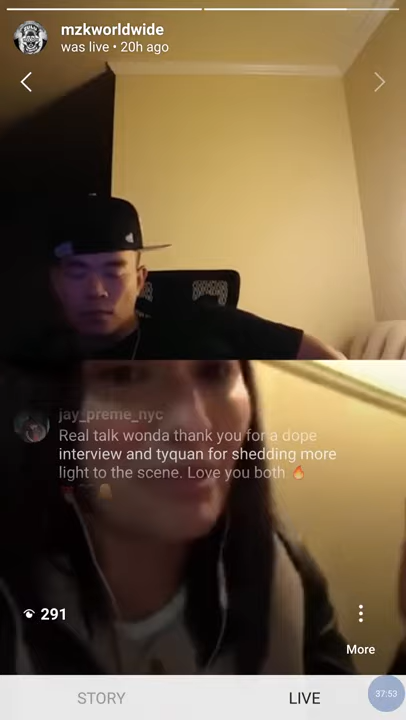 mzkworldwide
was live • 20h ago
jay_preme_nyc
Real talk wonda thank you for a dope
interview and tyquan for shedding more
light to the scene. Love you both 🔥
291
More
STORY LIVE
37:53